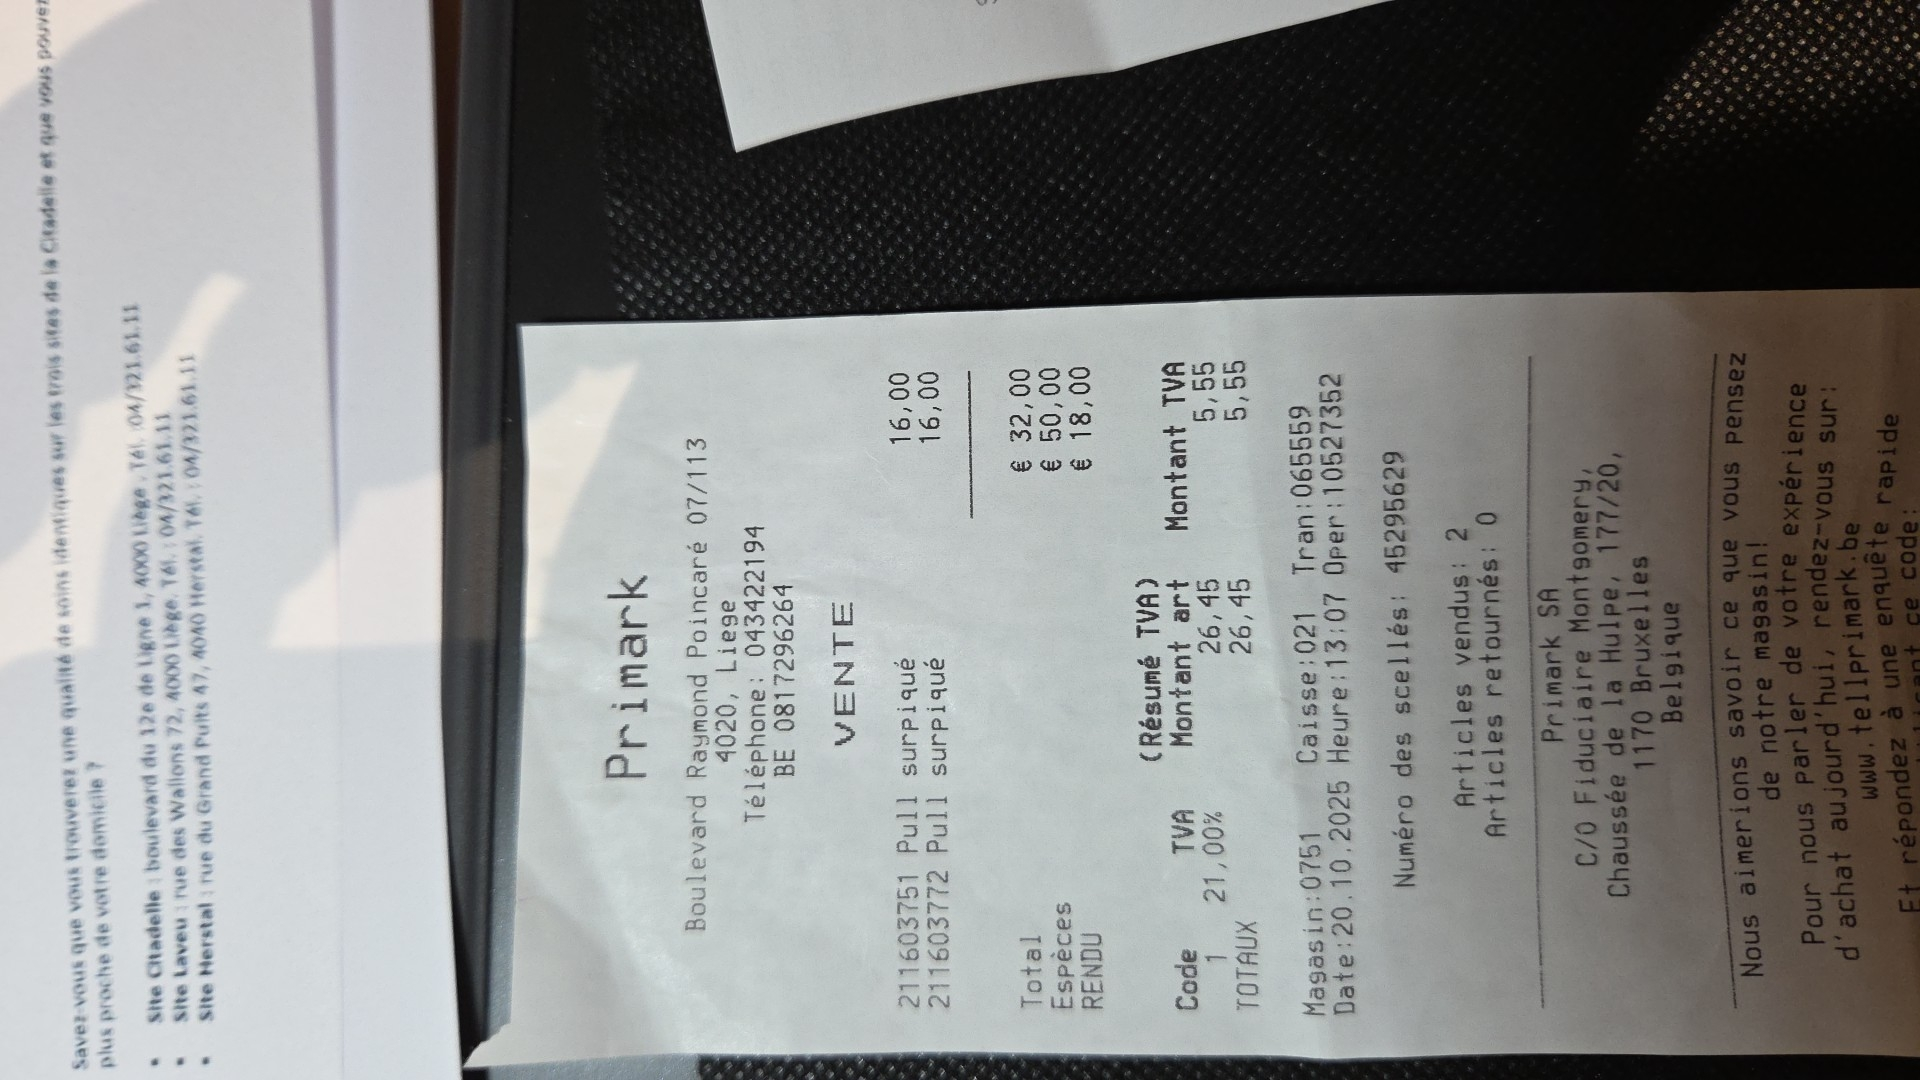 Savez-vous que vous trouverez une qualité de soins identiques sur les trois sites de la Citadelle et que vous pouvez
plus proche de votre domicile ?
• Site Citadelle : boulevard du 12e de Ligne 1, 4000 Liège . Tél. :04/321.61.11
• Site Laveu : rue des Wallons 72, 4000 Liège. Tél. : 04/321.61.11
• Site Herstal : rue du Grand Puits 47, 4040 Herstal. Tél. : 04/321.61.11
Primark
Boulevard Raymond Poincaré 07/113
4020, Liege
Téléphone: 043422194
BE 0817296264
VENTE
211603751 Pull surpiqué 16,00
211603772 Pull surpiqué 16,00
Total € 32,00
Espèces € 50,00
RENDU € 18,00
(Résumé TVA)
Code TVA Montant art Montant TVA
1 21,00% 26,45 5,55
TOTAUX 26,45 5,55
Magasin:0751 Caisse:021 Tran:065559
Date:20.10.2025 Heure:13:07 Oper:10527352
Numéro des scellés: 45295629
Articles vendus: 2
Articles retournés: 0
Primark SA
C/O Fiduciaire Montgomery,
Chaussée de la Hulpe, 177/20,
1170 Bruxelles
Belgique
Nous aimerions savoir ce que vous pensez
de notre magasin!
Pour nous parler de votre expérience
d'achat aujourd'hui, rendez-vous sur:
www.tellprimark.be
Et répondez à une enquête rapide
ce code: